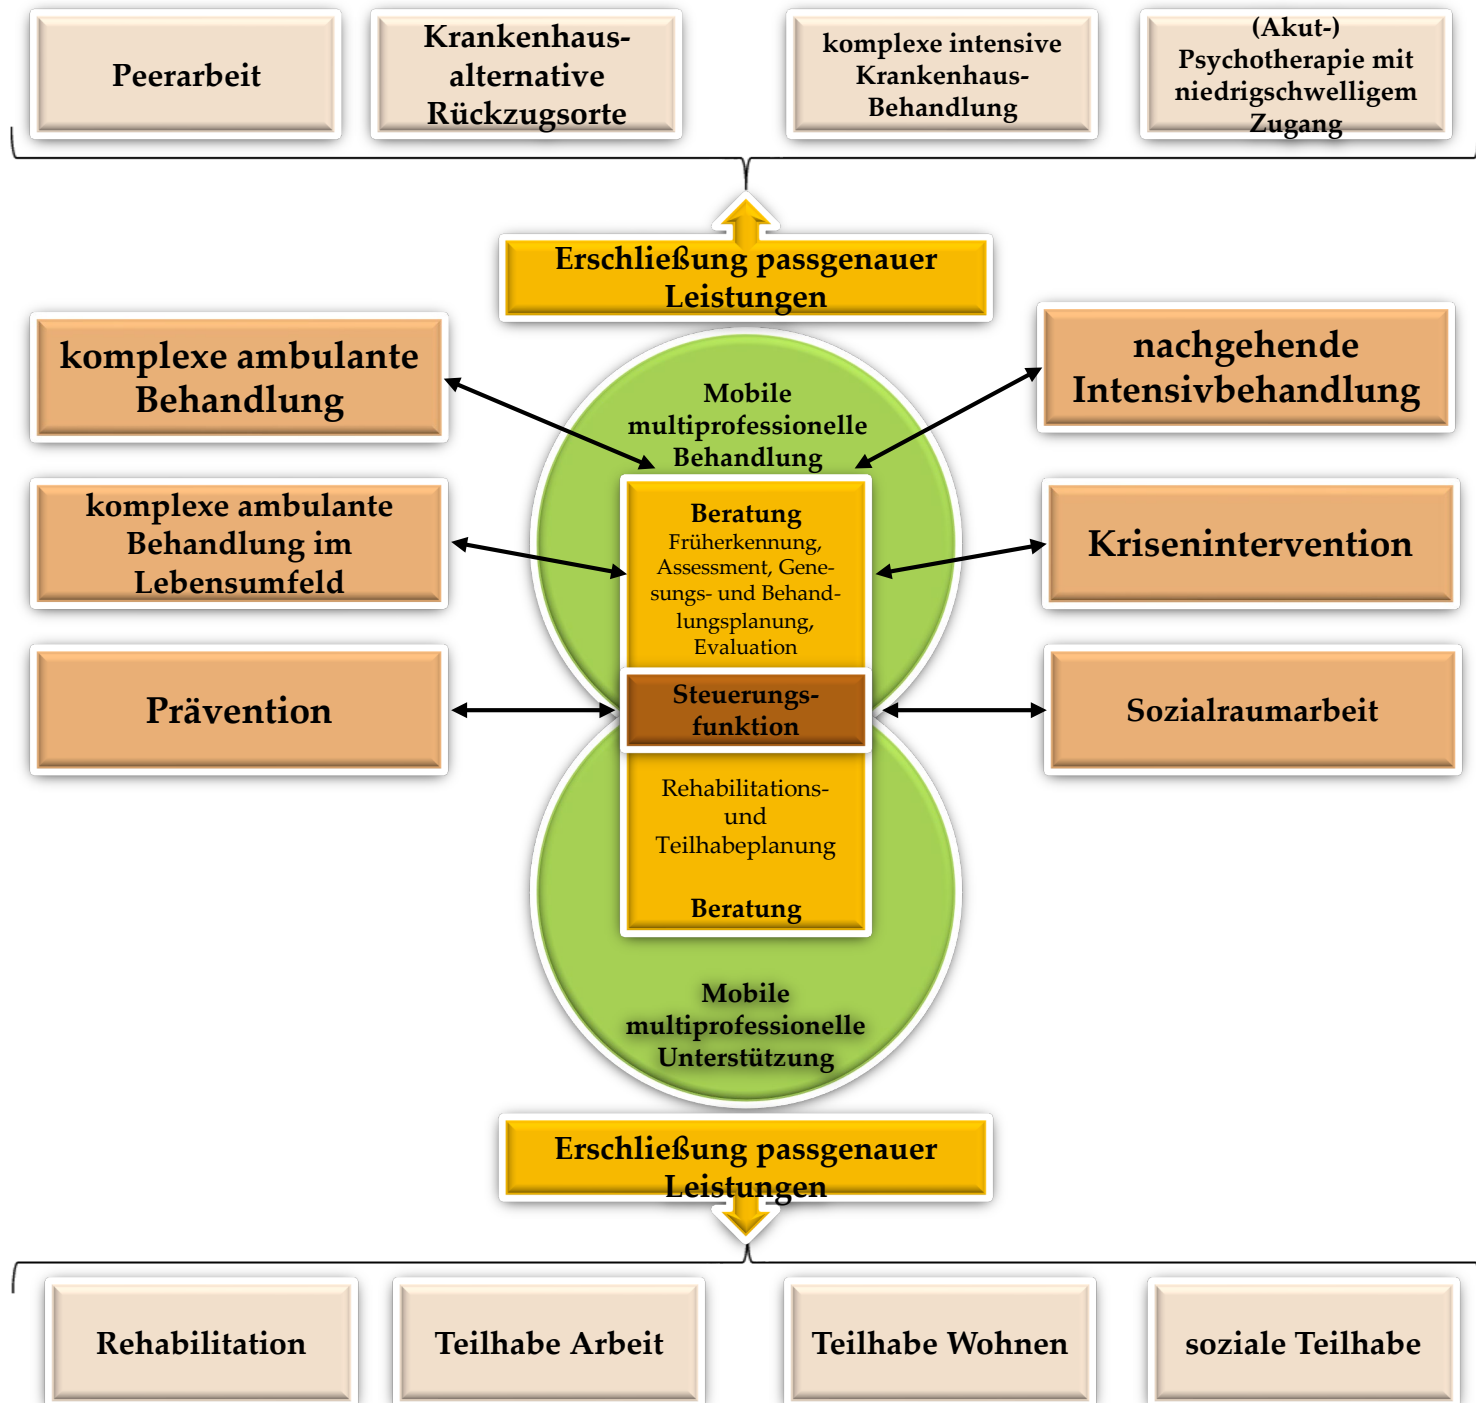 Peerarbeit
Krankenhaus-
alternative
Rückzugsorte
komplexe intensive
Krankenhaus-
Behandlung
(Akut-)
Psychotherapie mit
niedrigschwelligem
Zugang
Erschließung passgenauer
Leistungen
komplexe ambulante
Behandlung
nachgehende
Intensivbehandlung
Mobile
multiprofessionelle
Behandlung
komplexe ambulante
Behandlung im
Lebensumfeld
Beratung
Früherkennung,
Assessment, Gene-
sungs- und Behand-
lungsplanung,
Evaluation
Krisenintervention
Prävention
Steuerungs-
funktion
Sozialraumarbeit
Rehabilitations-
und
Teilhabeplanung
Beratung
Mobile
multiprofessionelle
Unterstützung
Erschließung passgenauer
Leistungen
Rehabilitation
Teilhabe Arbeit
Teilhabe Wohnen
soziale Teilhabe